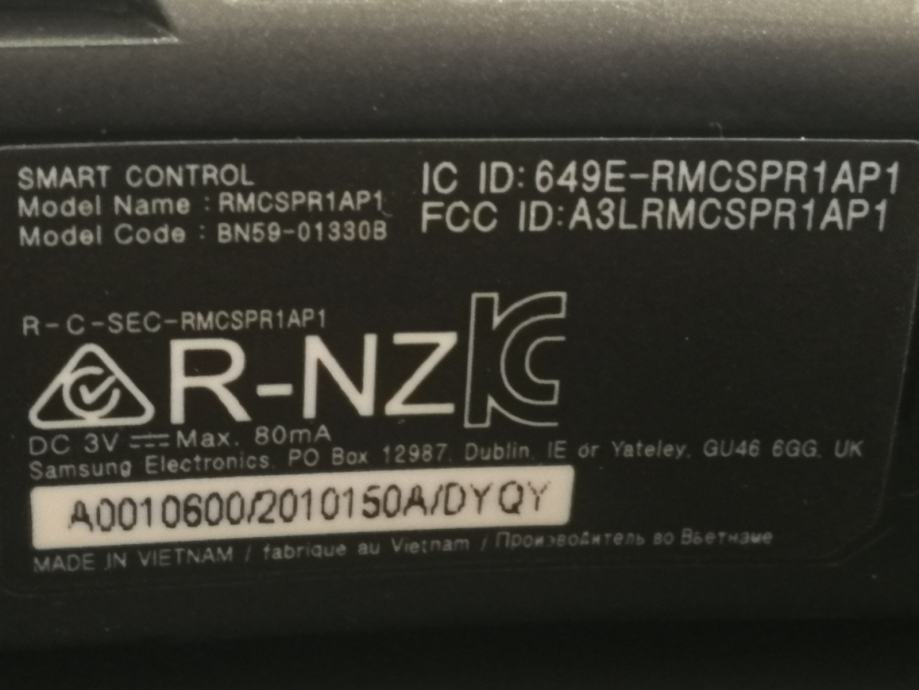 SMART CONTROL
Model Name : RMCSPR1AP1
Model Code : BN59-01330B
IC ID: 649E-RMCSPR1AP1
FCC ID: A3LRMCSPR1AP1
R-C-SEC-RMCSPR1AP1
R-NZ
DC 3V Max. 80mA
Samsung Electronics, PO Box 12987, Dublin, IE or Yateley, GU46 6GG, UK
A0010600/2010150A/DYQY
MADE IN VIETNAM / fabrique au Vietnam / Производитель во Вьетнаме